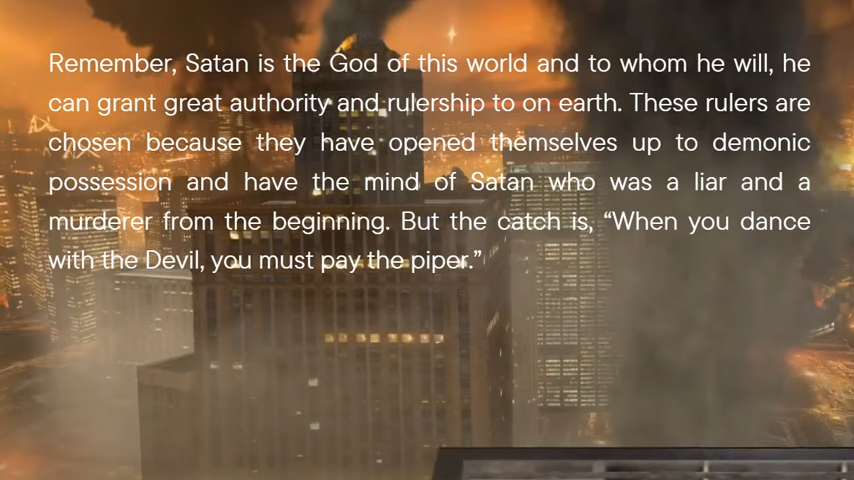 Remember, Satan is the God of this world and to whom he will, he
can grant great authority and rulership to on earth. These rulers are
chosen because they have opened themselves up to demonic
possession and have the mind of Satan who was a liar and a
murderer from the beginning. But the catch is, “When you dance
with the Devil, you must pay the piper.”